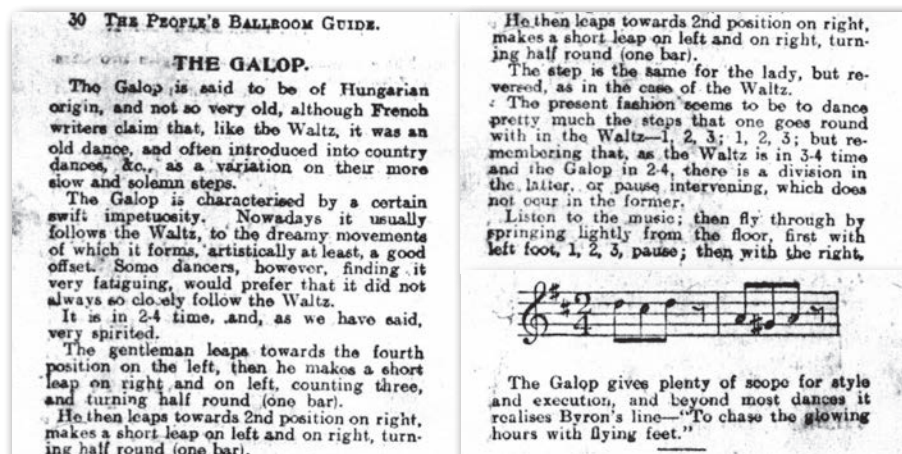 30 THE PEOPLE'S BALLROOM GUIDE.
THE GALOP.
The Galop is said to be of Hungarian
origin, and not so very old, although French
writers claim that, like the Waltz, it was an
old dance, and often introduced into country
dances, &c., as a variation on their more
slow and solemn steps.
The Galop is characterised by a certain
swift impetuosity. Nowadays it usually
follows the Waltz, to the dreamy movements
of which it forms, artistically at least, a good
offset. Some dancers, however, finding it
very fatiguing, would prefer that it did not
always so closely follow the Waltz.
It is in 2-4 time, and, as we have said,
very spirited.
The gentleman leaps towards the fourth
position on the left, then he makes a short
leap on right and on left, counting three,
and turning half round (one bar).
He then leaps towards 2nd position on right,
makes a short leap on left and on right, turn-
ing half round (one bar).
He then leaps towards 2nd position on right,
makes a short leap on left and on right, turn-
ing half round (one bar).
The step is the same for the lady, but re-
versed, as in the case of the Waltz.
The present fashion seems to be to dance
pretty much the steps that one goes round
with in the Waltz—1, 2, 3; 1, 2, 3; but re-
membering that, as the Waltz is in 3-4 time
and the Galop in 2-4, there is a division in
the latter, or pause intervening, which does
not ocur in the former.
Listen to the music; then fly through by
springing lightly from the floor, first with
left foot, 1, 2, 3, pause; then with the right,
2
4
The Galop gives plenty of scope for style
and execution, and beyond most dances it
realises Byron's line—"To chase the glowing
hours with flying feet."